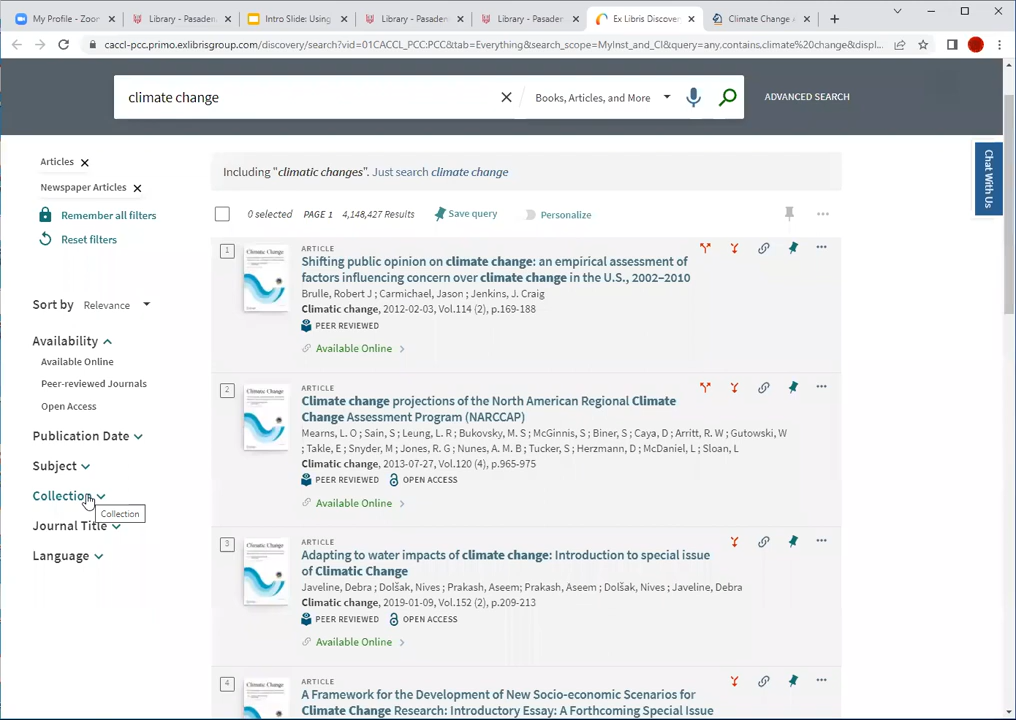 My Profile - Zoo
Library - Pasaden
Intro Slide: Using
Library - Pasaden
Library - Pasaden
Ex Libris Discover
Climate Change A
caccl-pcc.primo.exlibrisgroup.com/discovery/search?vid=01CACCL_PCC:PCC&tab=Everything&search_scope=MyInst_and_CI&query=any.contains.climate%20change&displ...
climate change
Books, Articles, and More
ADVANCED SEARCH
Articles
Newspaper Articles
Remember all filters
Reset filters
Sort by Relevance
Availability
Available Online
Peer-reviewed Journals
Open Access
Publication Date
Subject
Collection
Collection
Journal Title
Language
Including "climatic changes". Just search climate change
0 selected PAGE 1 4,148,427 Results Save query Personalize
1
Climatic Change
ARTICLE
Shifting public opinion on climate change: an empirical assessment of
factors influencing concern over climate change in the U.S., 2002–2010
Brulle, Robert J ; Carmichael, Jason ; Jenkins, J. Craig
Climatic change, 2012-02-03, Vol.114 (2), p.169-188
PEER REVIEWED
Available Online
2
Climatic Change
ARTICLE
Climate change projections of the North American Regional Climate
Change Assessment Program (NARCCAP)
Mearns, L. O ; Sain, S ; Leung, L. R ; Bukovsky, M. S ; McGinnis, S ; Biner, S ; Caya, D ; Arritt, R. W ; Gutowski, W
; Takle, E ; Snyder, M ; Jones, R. G ; Nunes, A. M. B ; Tucker, S ; Herzmann, D ; McDaniel, L ; Sloan, L
Climatic change, 2013-07-27, Vol.120 (4), p.965-975
PEER REVIEWED OPEN ACCESS
Available Online
3
Climatic Change
ARTICLE
Adapting to water impacts of climate change: Introduction to special issue
of Climatic Change
Javeline, Debra ; Dolšak, Nives ; Prakash, Aseem; Prakash, Aseem ; Dolšak, Nives ; Javeline, Debra
Climatic change, 2019-01-09, Vol.152 (2), p.209-213
PEER REVIEWED OPEN ACCESS
Available Online
4
Climatic Change
ARTICLE
A Framework for the Development of New Socio-economic Scenarios for
Climate Change Research: Introductory Essay: A Forthcoming Special Issue
Chat With Us